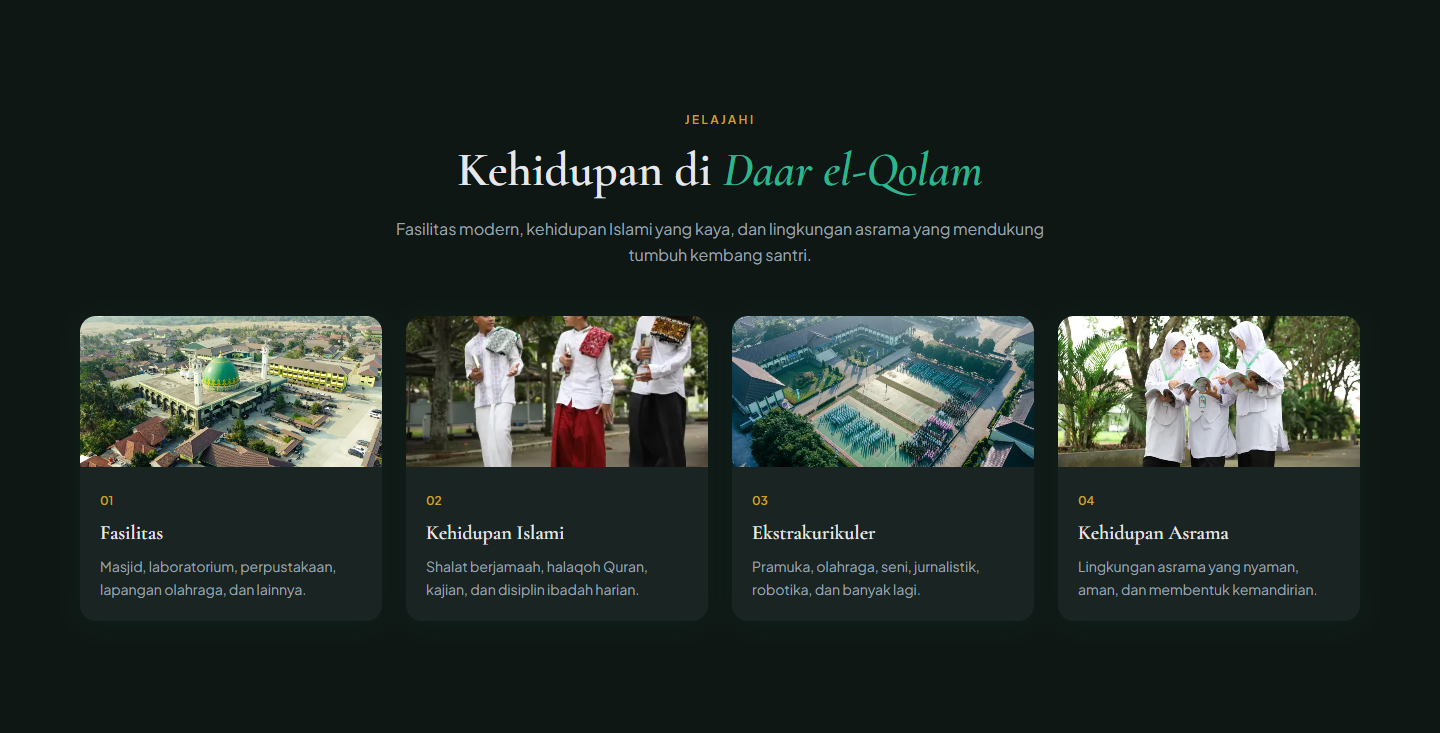 JELAJAHI
Kehidupan di Daar el-Qolam
Fasilitas modern, kehidupan Islami yang kaya, dan lingkungan asrama yang mendukung
tumbuh kembang santri.
01
Fasilitas
Masjid, laboratorium, perpustakaan,
lapangan olahraga, dan lainnya.
02
Kehidupan Islami
Shalat berjamaah, halaqoh Quran,
kajian, dan disiplin ibadah harian.
03
Ekstrakurikuler
Pramuka, olahraga, seni, jurnalistik,
robotika, dan banyak lagi.
04
Kehidupan Asrama
Lingkungan asrama yang nyaman,
aman, dan membentuk kemandirian.